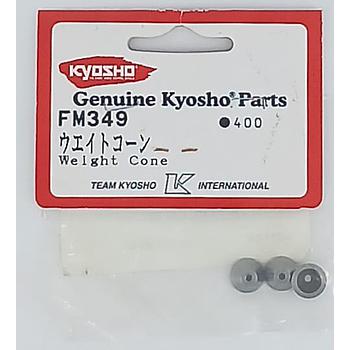 KYOSHO
Genuine Kyosho® Parts
FM349 ●400
ウエイトコーン
Weight Cone
TEAM KYOSHO K INTERNATIONAL